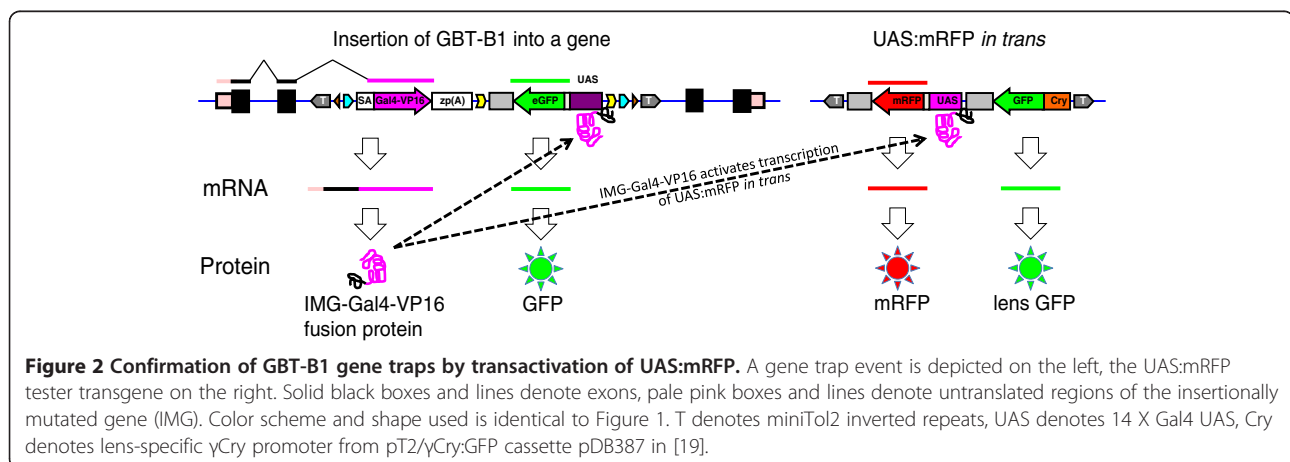 Insertion of GBT-B1 into a gene
UAS:mRFP in trans
UAS
T SA Gal4-VP16 zp(A) eGFP T
T mRFP UAS GFP Cry T
mRNA
IMG-Gal4-VP16 activates transcription
of UAS:mRFP in trans
Protein
IMG-Gal4-VP16
fusion protein
GFP
mRFP
lens GFP
Figure 2 Confirmation of GBT-B1 gene traps by transactivation of UAS:mRFP. A gene trap event is depicted on the left, the UAS:mRFP
tester transgene on the right. Solid black boxes and lines denote exons, pale pink boxes and lines denote untranslated regions of the insertionally
mutated gene (IMG). Color scheme and shape used is identical to Figure 1. T denotes miniTol2 inverted repeats, UAS denotes 14 X Gal4 UAS, Cry
denotes lens-specific γCry promoter from pT2/γCry:GFP cassette pDB387 in [19].